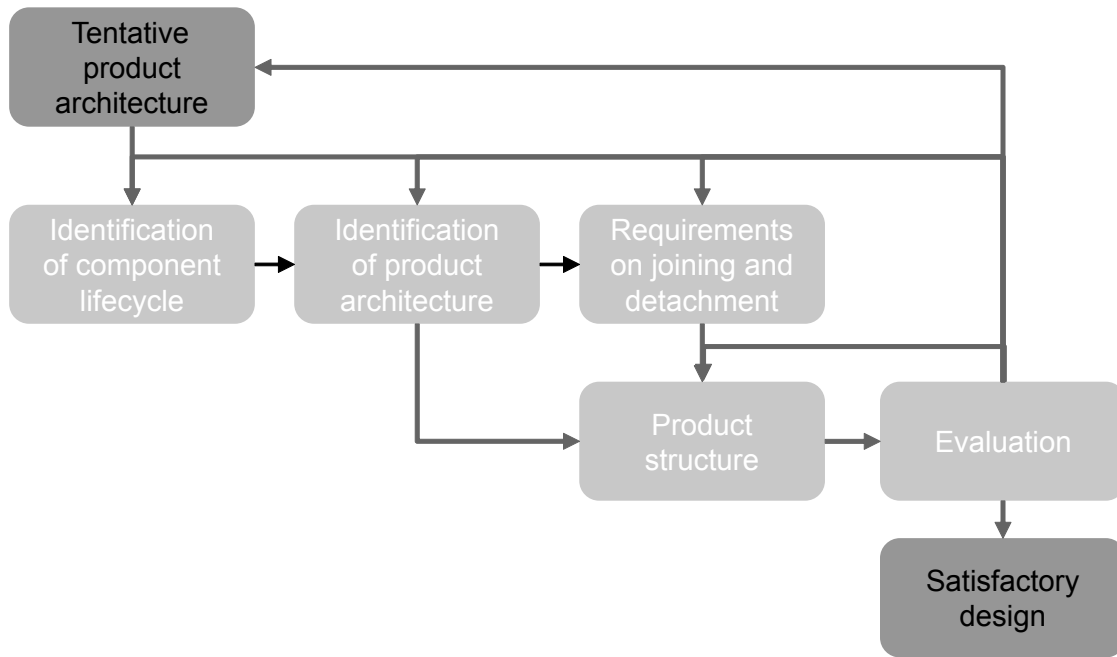 Tentative
product
architecture
Identification
of component
lifecycle
Identification
of product
architecture
Requirements
on joining and
detachment
Product
structure
Evaluation
Satisfactory
design